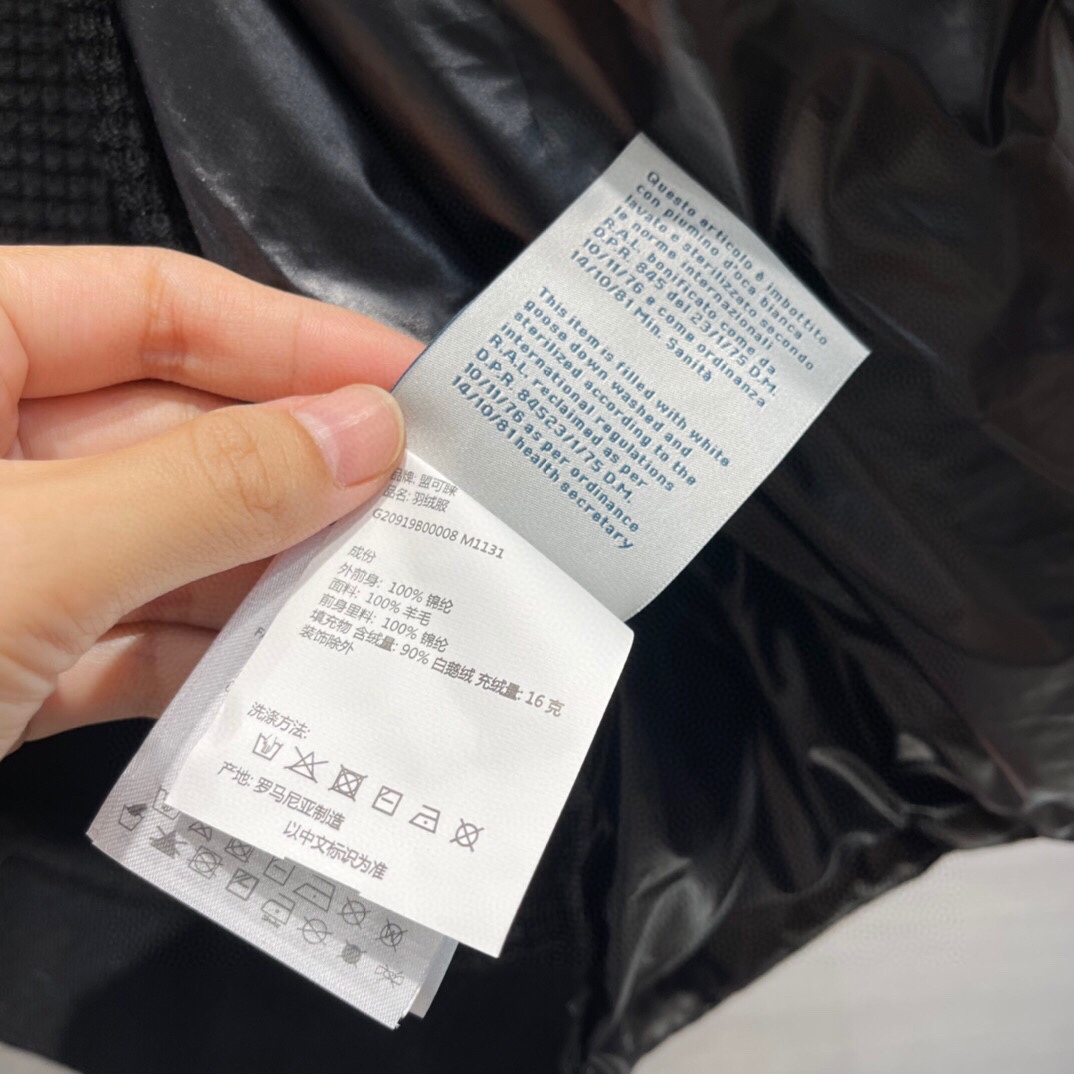 Questo articolo è imbottito
con piumino d'oca bianca
lavato e sterilizzato secondo
le norme internazionali
R.A.L. bonificato come da
D.P.R. 845 del 23/1/75 D.M.
10/11/76 e come ordinanza
14/10/81 Min. Sanità
This item is filled with white
goose down washed and
sterilized according to the
international regulations
R.A.L. reclaimed as per
D.P.R. 84523/1/75 D.M.
10/11/76 as per ordinance
14/10/81 health secretary
品牌: 盟可睐
品名: 羽绒服
G20919B00008 M1131
成份
外前身: 100% 锦纶
面料: 100% 羊毛
前身里料: 100% 锦纶
填充物 含绒量: 90% 白鹅绒 充绒量: 16 克
装饰除外
洗涤方法:
产地: 罗马尼亚制造
以中文标识为准